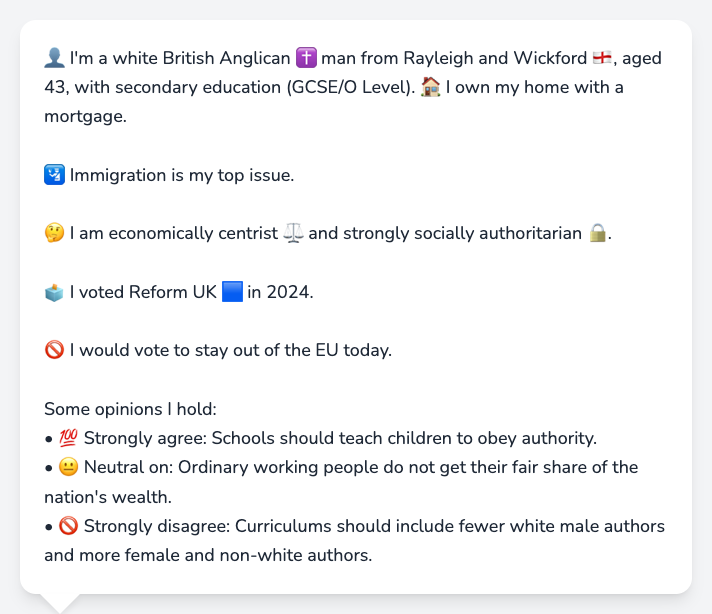 👤 I'm a white British Anglican ✝️ man from Rayleigh and Wickford 🏴󠁧󠁢󠁥󠁮󠁧󠁿, aged
43, with secondary education (GCSE/O Level). 🏠 I own my home with a
mortgage.
🛂 Immigration is my top issue.
🤔 I am economically centrist ⚖️ and strongly socially authoritarian 🔒.
🗳️ I voted Reform UK 🟦 in 2024.
🚫 I would vote to stay out of the EU today.
Some opinions I hold:
• 💯 Strongly agree: Schools should teach children to obey authority.
• 😐 Neutral on: Ordinary working people do not get their fair share of the
nation's wealth.
• 🚫 Strongly disagree: Curriculums should include fewer white male authors
and more female and non-white authors.